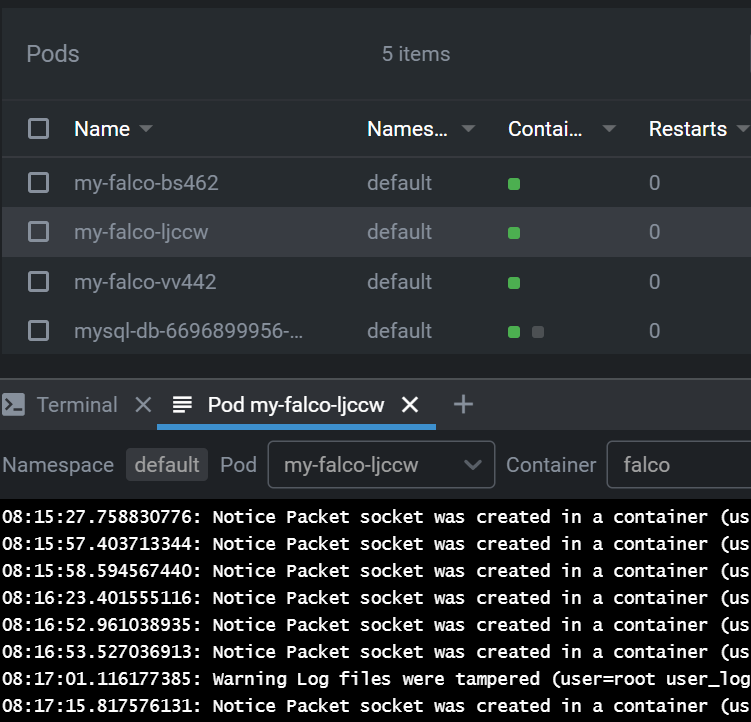 Pods 5 items
Name Names... Contai... Restarts
my-falco-bs462 default 0
my-falco-ljccw default 0
my-falco-vv442 default 0
mysql-db-6696899956-... default 0
Terminal Pod my-falco-ljccw
Namespace default Pod my-falco-ljccw Container falco
08:15:27.758830776: Notice Packet socket was created in a container (us
08:15:57.403713344: Notice Packet socket was created in a container (us
08:15:58.594567440: Notice Packet socket was created in a container (us
08:16:23.401555116: Notice Packet socket was created in a container (us
08:16:52.961038935: Notice Packet socket was created in a container (us
08:16:53.527036913: Notice Packet socket was created in a container (us
08:17:01.116177385: Warning Log files were tampered (user=root user_log
08:17:15.817576131: Notice Packet socket was created in a container (us